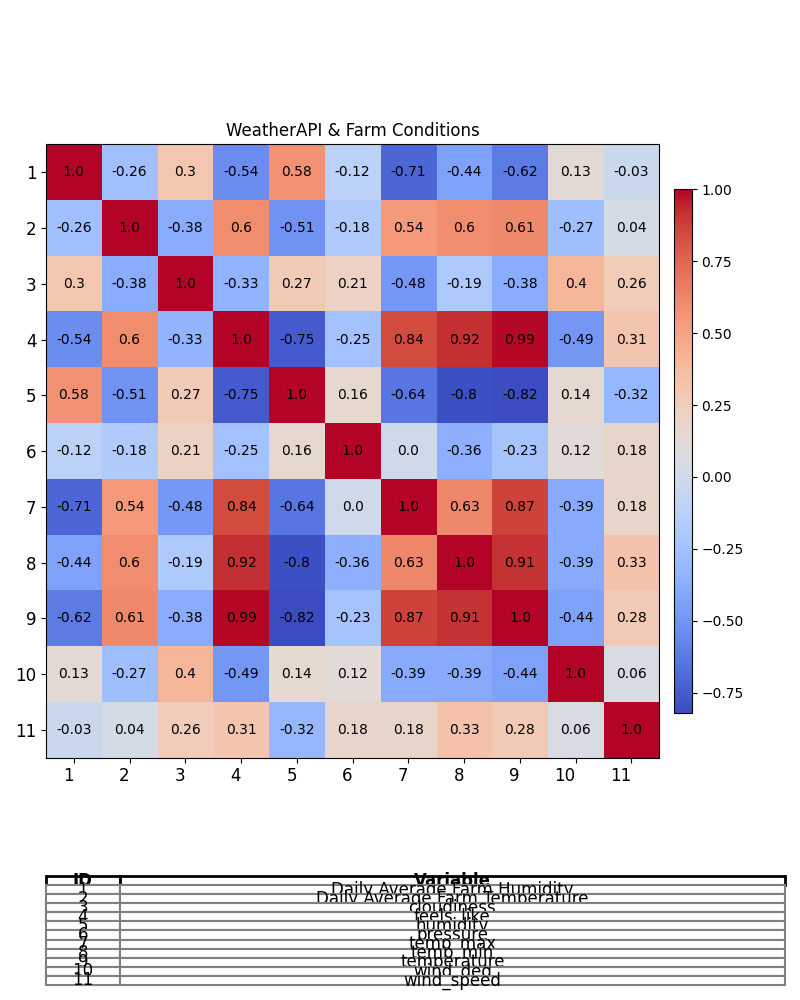 WeatherAPI & Farm Conditions
1 1.0 -0.26 0.3 -0.54 0.58 -0.12 -0.71 -0.44 -0.62 0.13 -0.03
2 -0.26 1.0 -0.38 0.6 -0.51 -0.18 0.54 0.6 0.61 -0.27 0.04
3 0.3 -0.38 1.0 -0.33 0.27 0.21 -0.48 -0.19 -0.38 0.4 0.26
4 -0.54 0.6 -0.33 1.0 -0.75 -0.25 0.84 0.92 0.99 -0.49 0.31
5 0.58 -0.51 0.27 -0.75 1.0 0.16 -0.64 -0.8 -0.82 0.14 -0.32
6 -0.12 -0.18 0.21 -0.25 0.16 1.0 0.0 -0.36 -0.23 0.12 0.18
7 -0.71 0.54 -0.48 0.84 -0.64 0.0 1.0 0.63 0.87 -0.39 0.18
8 -0.44 0.6 -0.19 0.92 -0.8 -0.36 0.63 1.0 0.91 -0.39 0.33
9 -0.62 0.61 -0.38 0.99 -0.82 -0.23 0.87 0.91 1.0 -0.44 0.28
10 0.13 -0.27 0.4 -0.49 0.14 0.12 -0.39 -0.39 -0.44 1.0 0.06
11 -0.03 0.04 0.26 0.31 -0.32 0.18 0.18 0.33 0.28 0.06 1.0
1 2 3 4 5 6 7 8 9 10 11
1.00
0.75
0.50
0.25
0.00
−0.25
−0.50
−0.75
ID Variable
1 Daily Average Farm Humidity
2 Daily Average Farm Temperature
3 cloudiness
4 feels_like
5 humidity
6 pressure
7 temp_max
8 temp_min
9 temperature
10 wind_deg
11 wind_speed